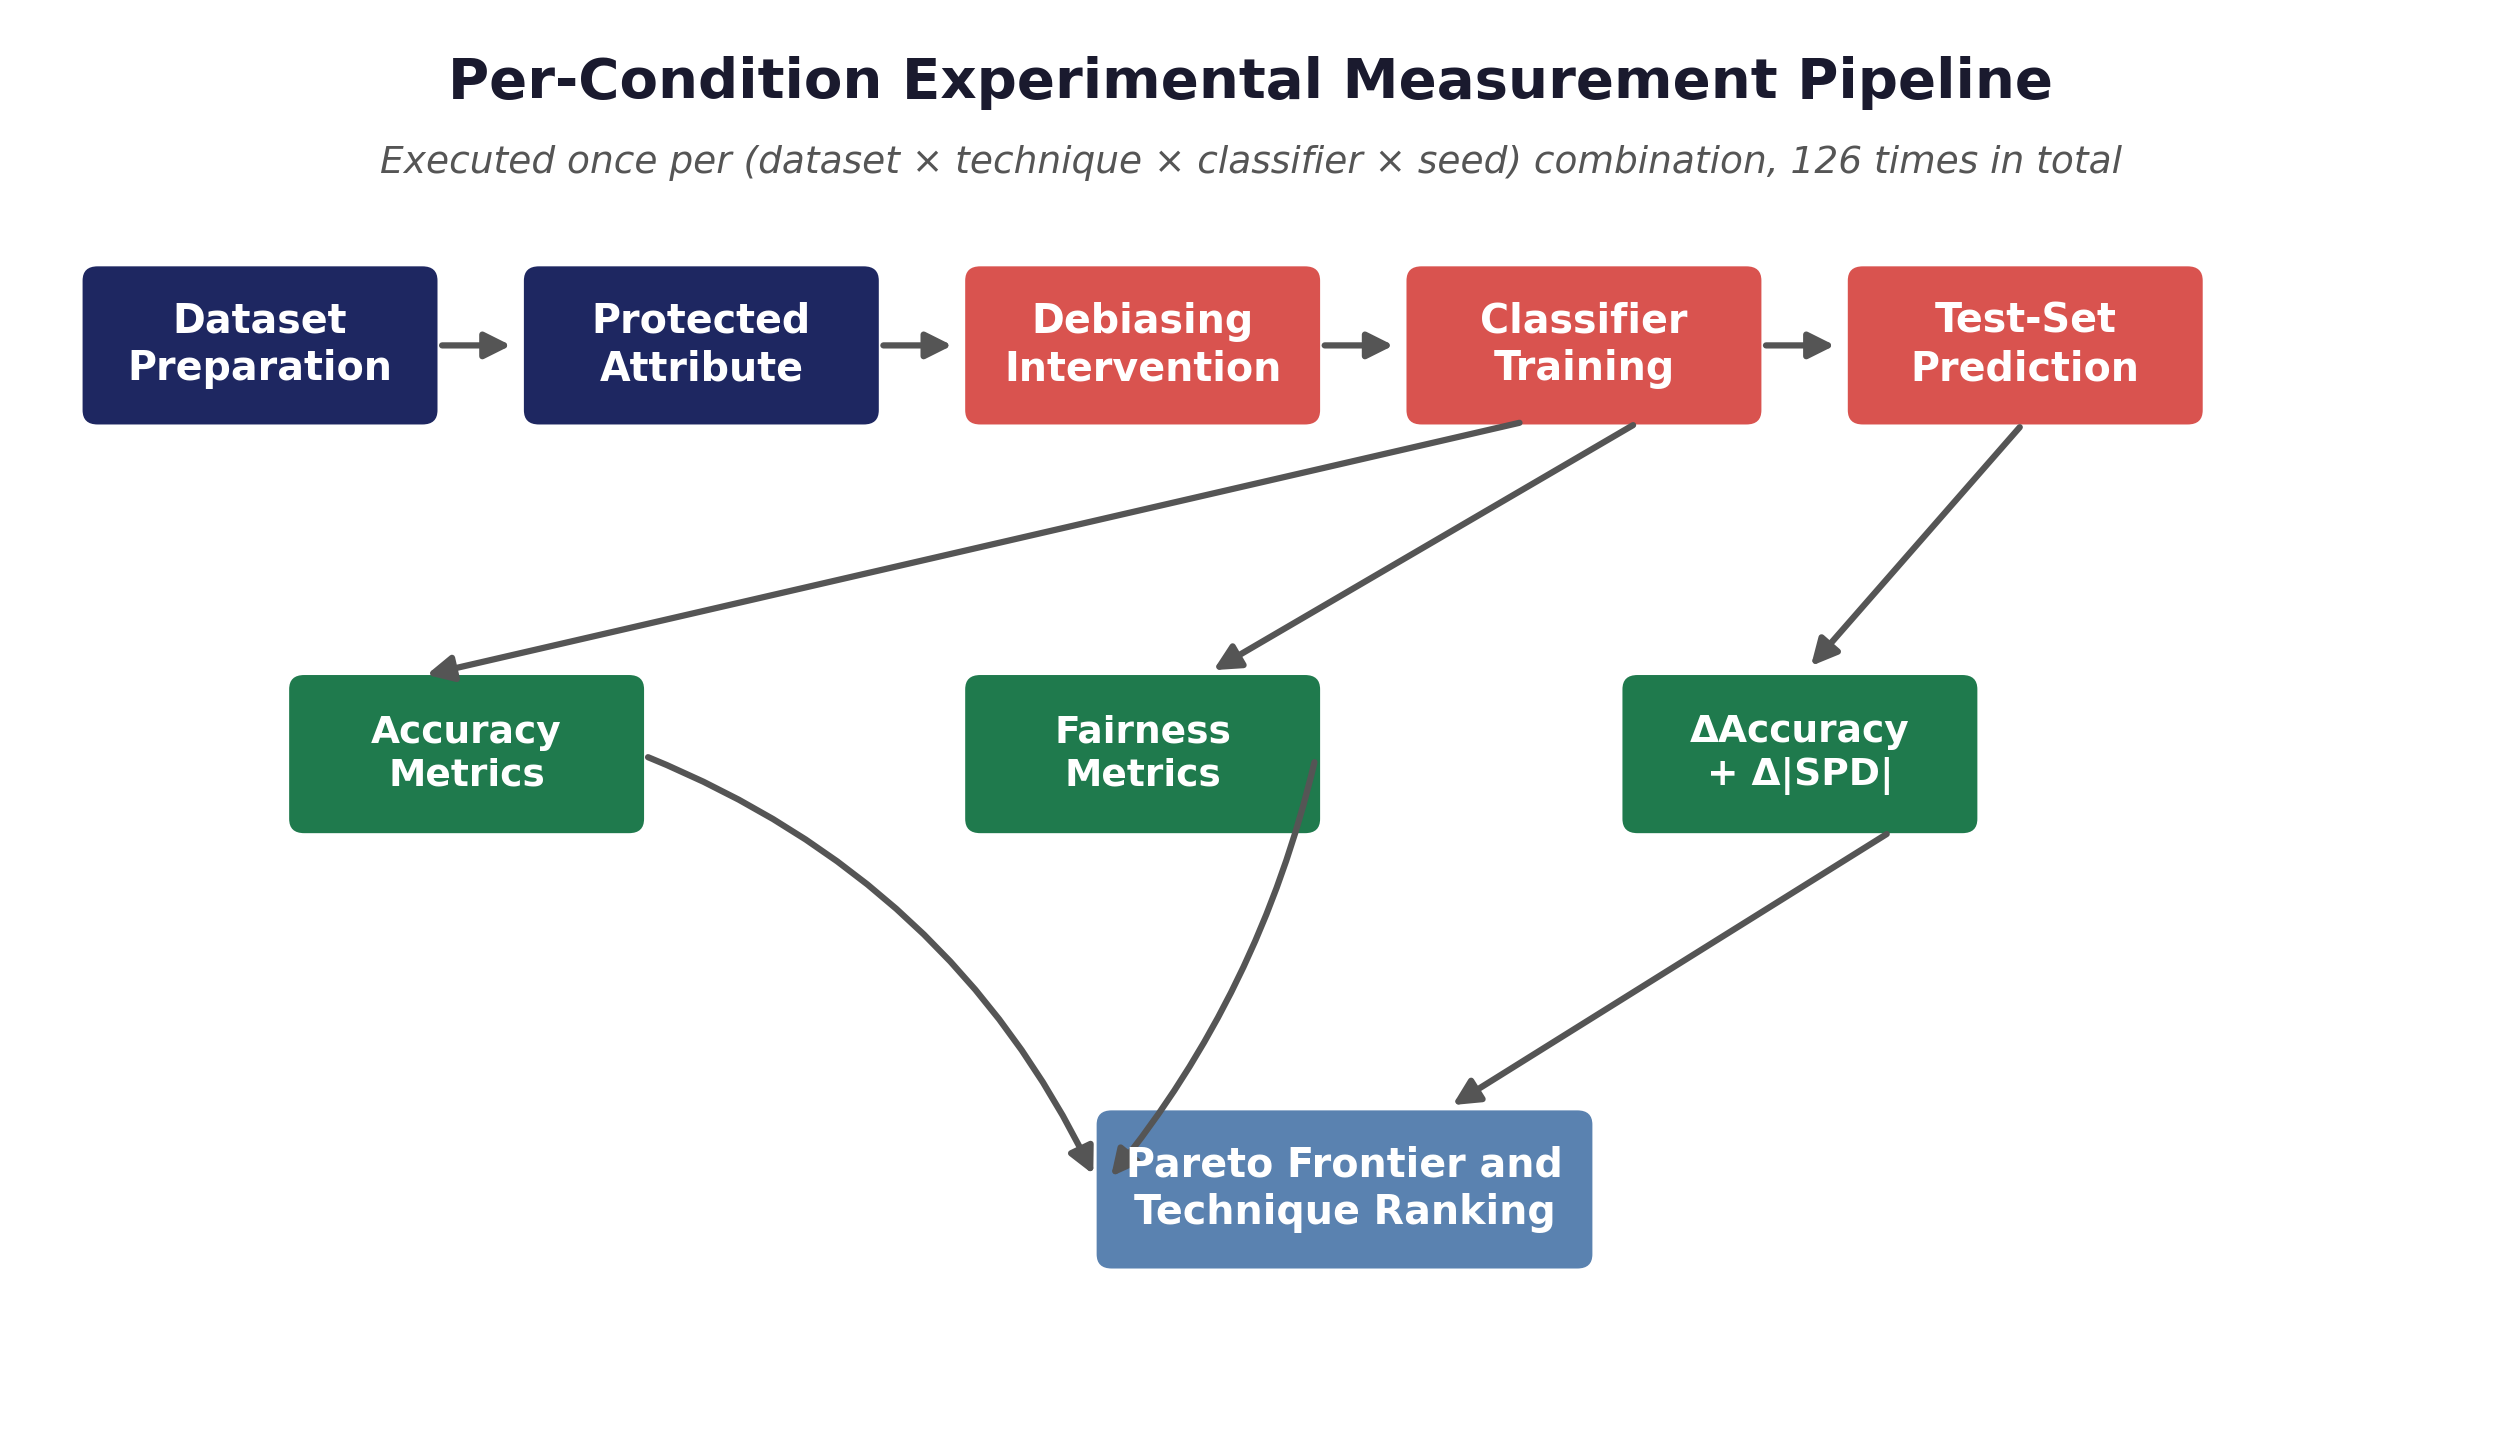 Per-Condition Experimental Measurement Pipeline
Executed once per (dataset × technique × classifier × seed) combination, 126 times in total
Dataset
Preparation
Protected
Attribute
Debiasing
Intervention
Classifier
Training
Test-Set
Prediction
Accuracy
Metrics
Fairness
Metrics
ΔAccuracy
+ Δ|SPD|
Pareto Frontier and
Technique Ranking